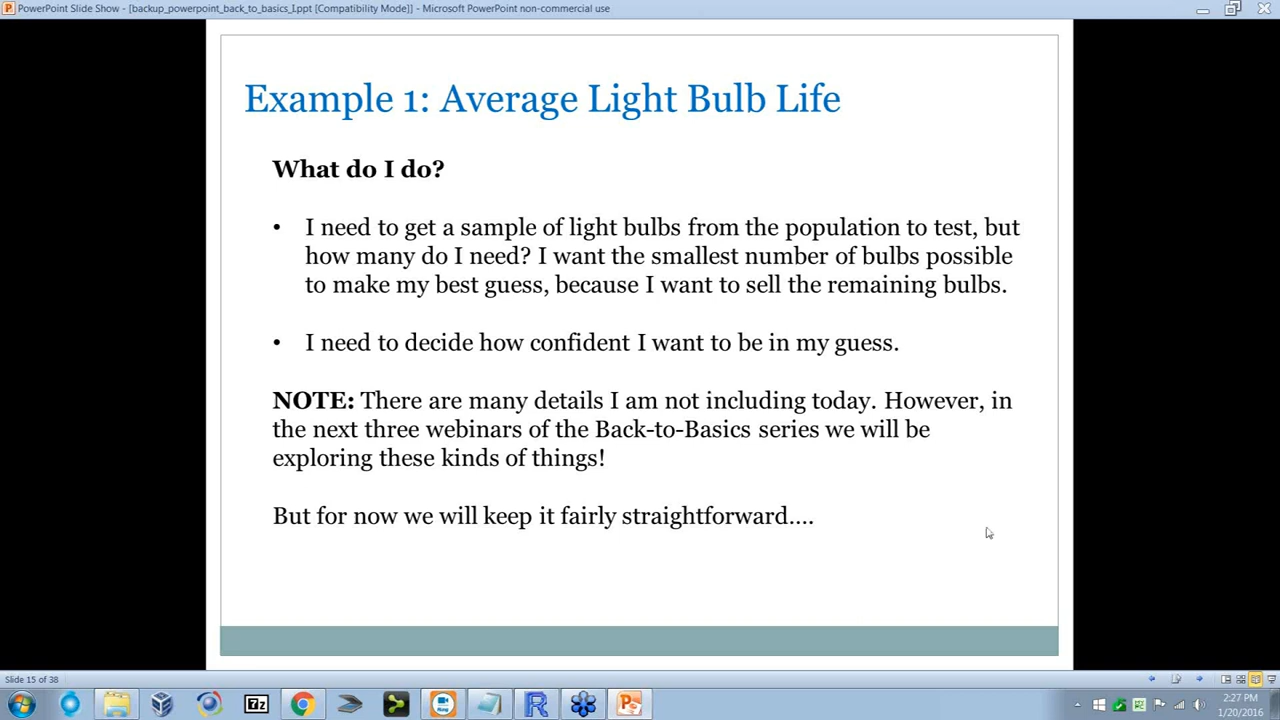 PowerPoint Slide Show - [backup_powerpoint_back_to_basics_I.ppt [Compatibility Mode]] - Microsoft PowerPoint non-commercial use
Example 1: Average Light Bulb Life
What do I do?
• I need to get a sample of light bulbs from the population to test, but
how many do I need? I want the smallest number of bulbs possible
to make my best guess, because I want to sell the remaining bulbs.
• I need to decide how confident I want to be in my guess.
NOTE: There are many details I am not including today. However, in
the next three webinars of the Back-to-Basics series we will be
exploring these kinds of things!
But for now we will keep it fairly straightforward....
Slide 15 of 38
7z
R
2:27 PM
1/20/2016